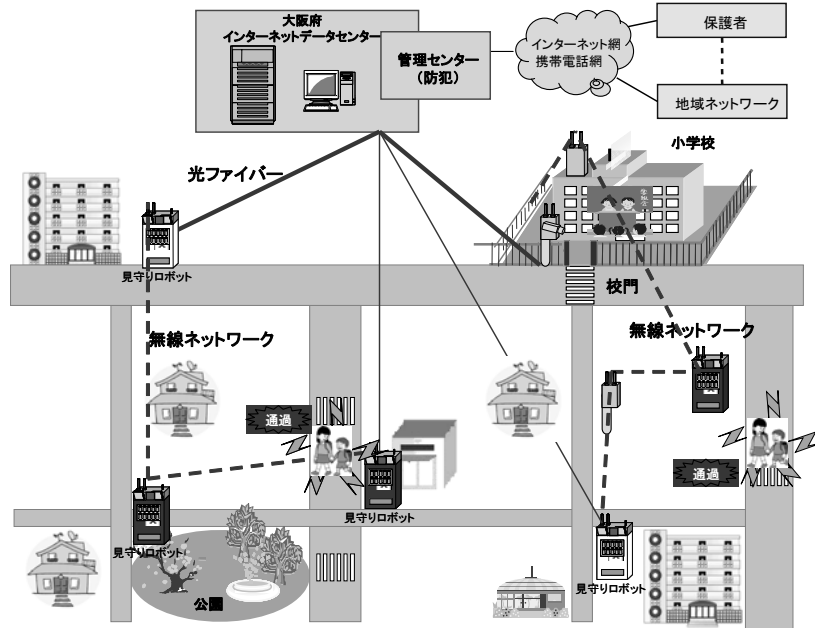 大阪府
インターネットデータセンター
管理センター
（防犯）
インターネット網
携帯電話網
保護者
地域ネットワーク
小学校
光ファイバー
見守りロボット
校門
無線ネットワーク
無線ネットワーク
通過
通過
見守りロボット
見守りロボット
公園
見守りロボット